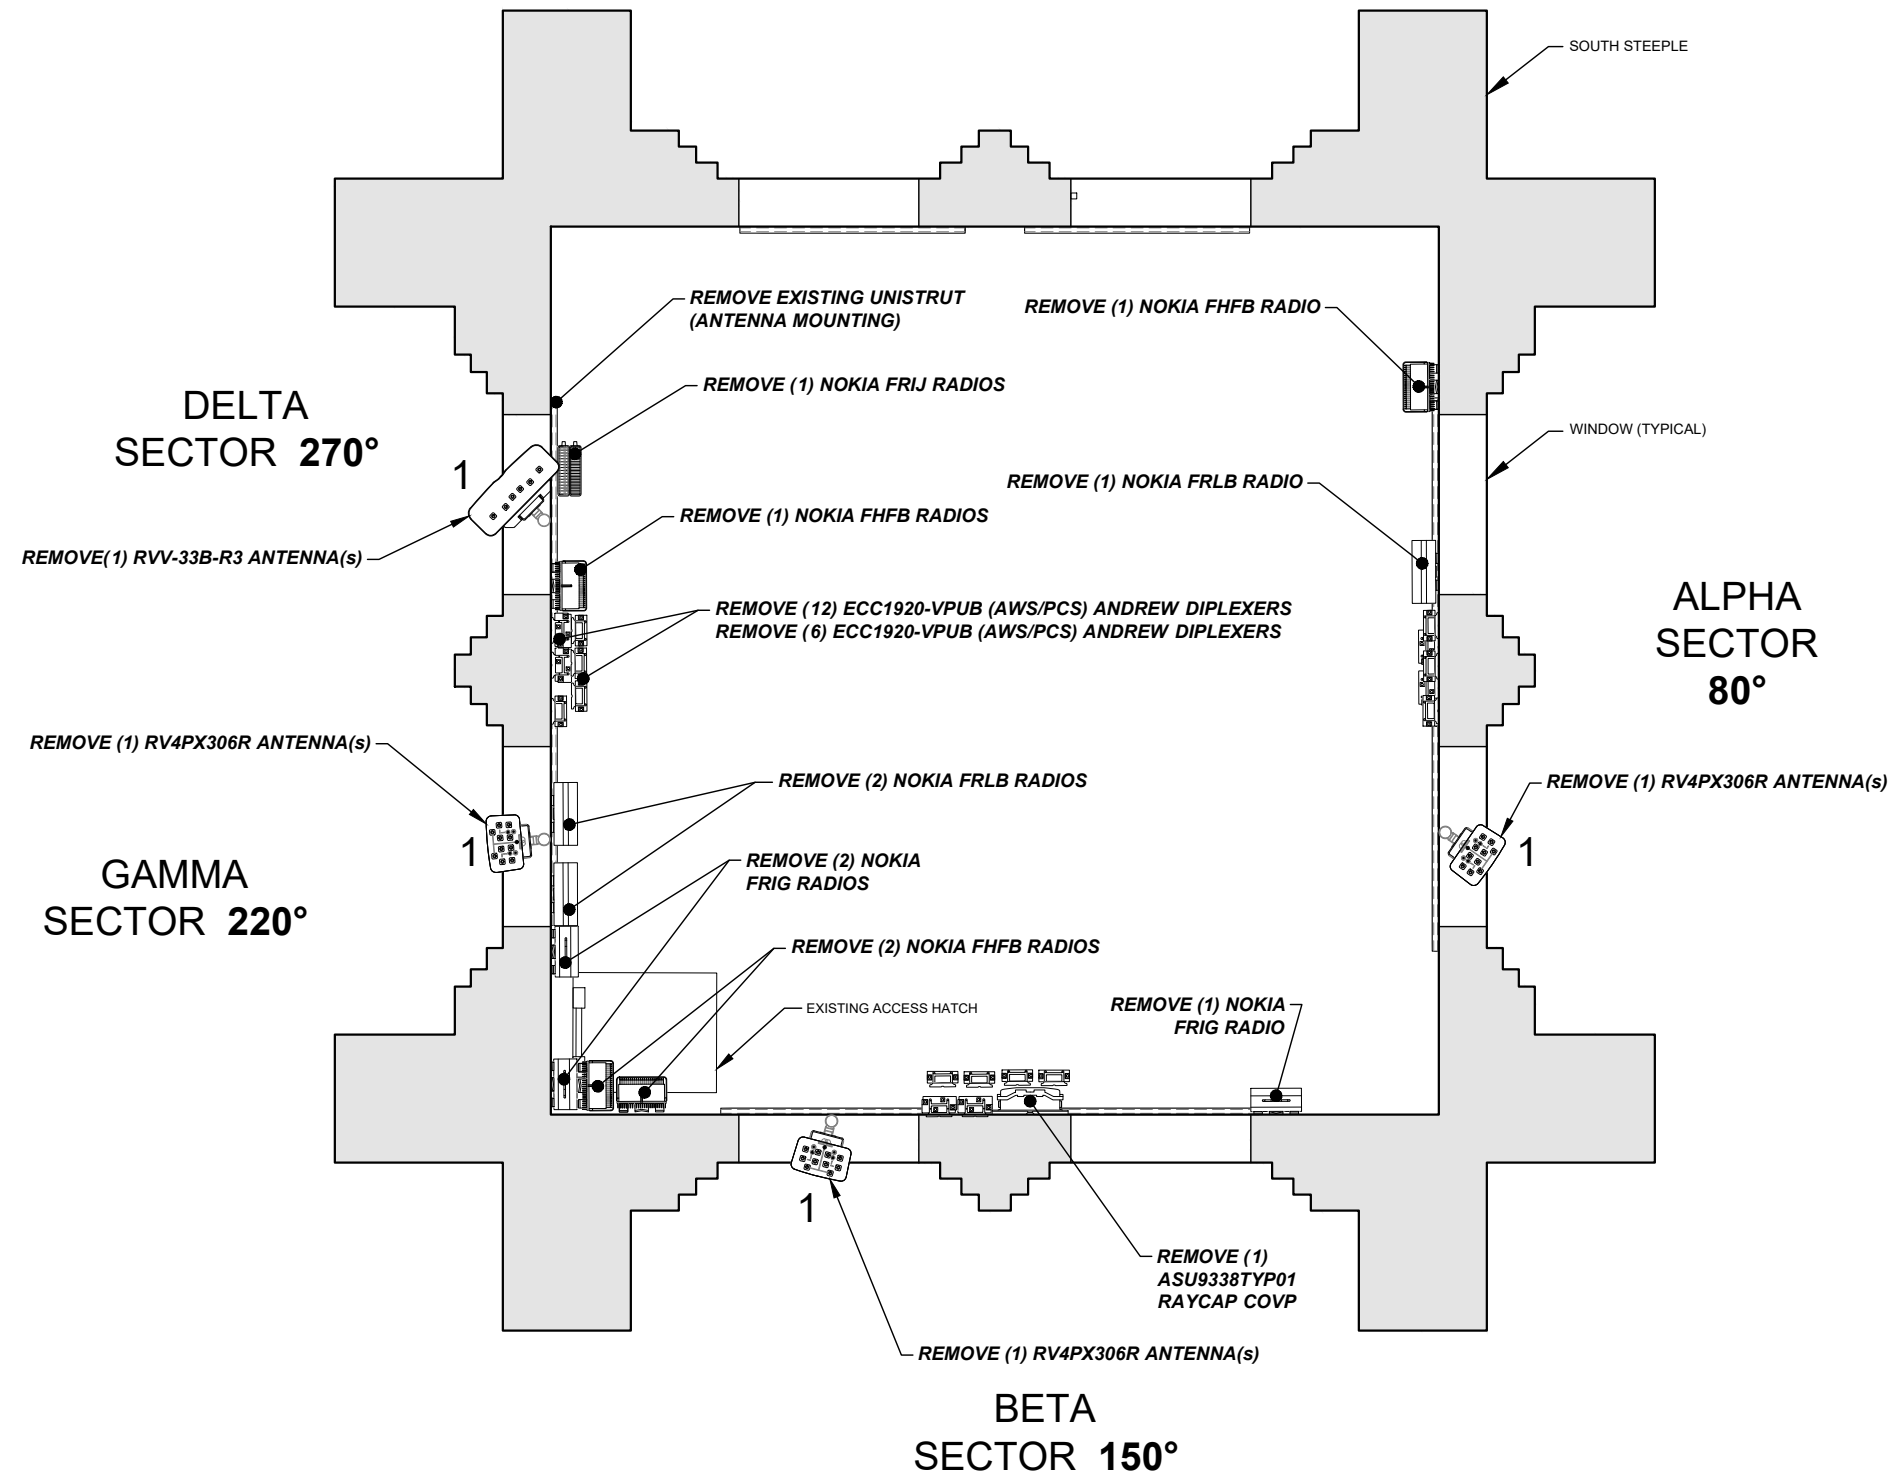 SOUTH STEEPLE
REMOVE EXISTING UNISTRUT
(ANTENNA MOUNTING)
REMOVE (1) NOKIA FHFB RADIO
REMOVE (1) NOKIA FRIJ RADIOS
DELTA
SECTOR 270°
WINDOW (TYPICAL)
1
REMOVE (1) NOKIA FRLB RADIO
REMOVE (1) NOKIA FHFB RADIOS
REMOVE(1) RVV-33B-R3 ANTENNA(s)
REMOVE (12) ECC1920-VPUB (AWS/PCS) ANDREW DIPLEXERS
REMOVE (6) ECC1920-VPUB (AWS/PCS) ANDREW DIPLEXERS
ALPHA
SECTOR
80°
REMOVE (1) RV4PX306R ANTENNA(s)
REMOVE (2) NOKIA FRLB RADIOS
REMOVE (1) RV4PX306R ANTENNA(s)
1
1
REMOVE (2) NOKIA
FRIG RADIOS
GAMMA
SECTOR 220°
REMOVE (2) NOKIA FHFB RADIOS
EXISTING ACCESS HATCH
REMOVE (1) NOKIA
FRIG RADIO
1
REMOVE (1)
ASU9338TYP01
RAYCAP COVP
REMOVE (1) RV4PX306R ANTENNA(s)
BETA
SECTOR 150°